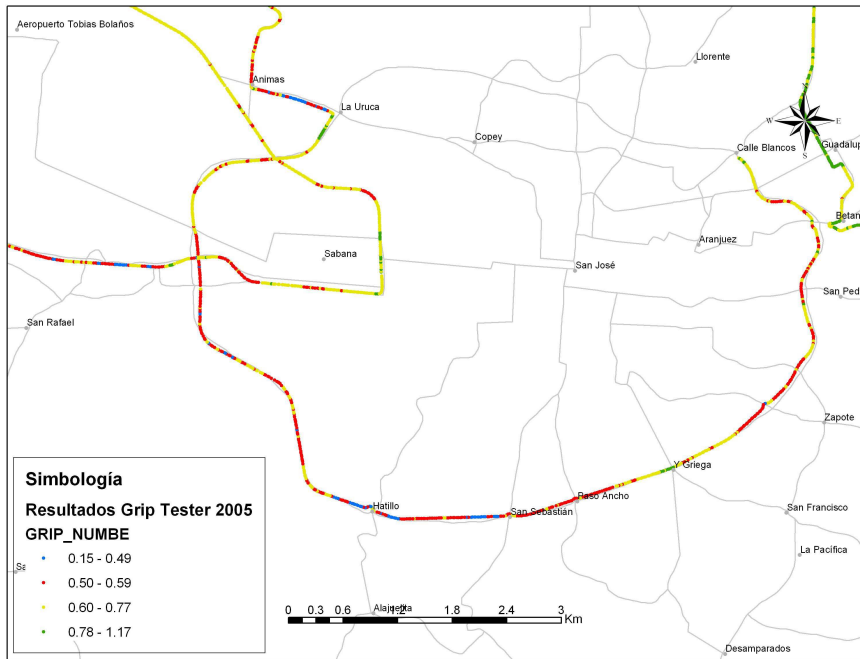 Aeropuerto Tobias Bolaños
Llorente
Animas
La Uruca
Copey
N
W
E
S
Calle Blancos
Guadalup
Betan
Aranjuez
Sabana
San José
San Ped
San Rafael
Zapote
Y Griega
Paso Ancho
Hatillo
San Sebastián
San Francisco
La Pacífica
Simbología
Resultados Grip Tester 2005
GRIP_NUMBE
0.15 - 0.49
0.50 - 0.59
0.60 - 0.77
0.78 - 1.17
Sa
Alajuelita
0 0.3 0.6 1.2 1.8 2.4 3
Km
Desamparados